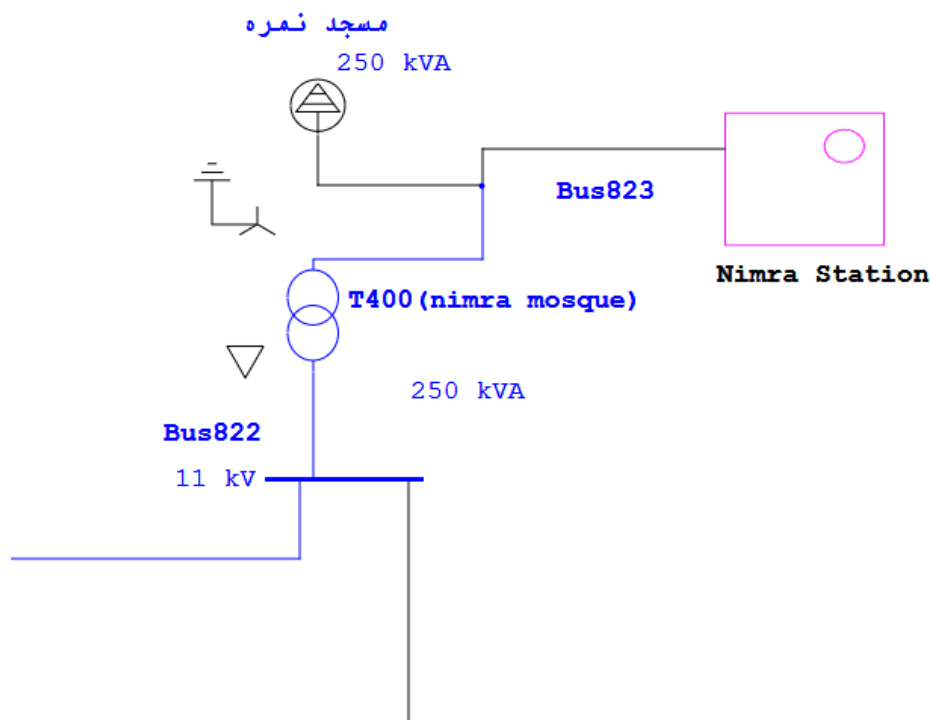 مسجد نمره
250 kVA
Bus823
Nimra Station
T400(nimra mosque)
250 kVA
Bus822
11 kV